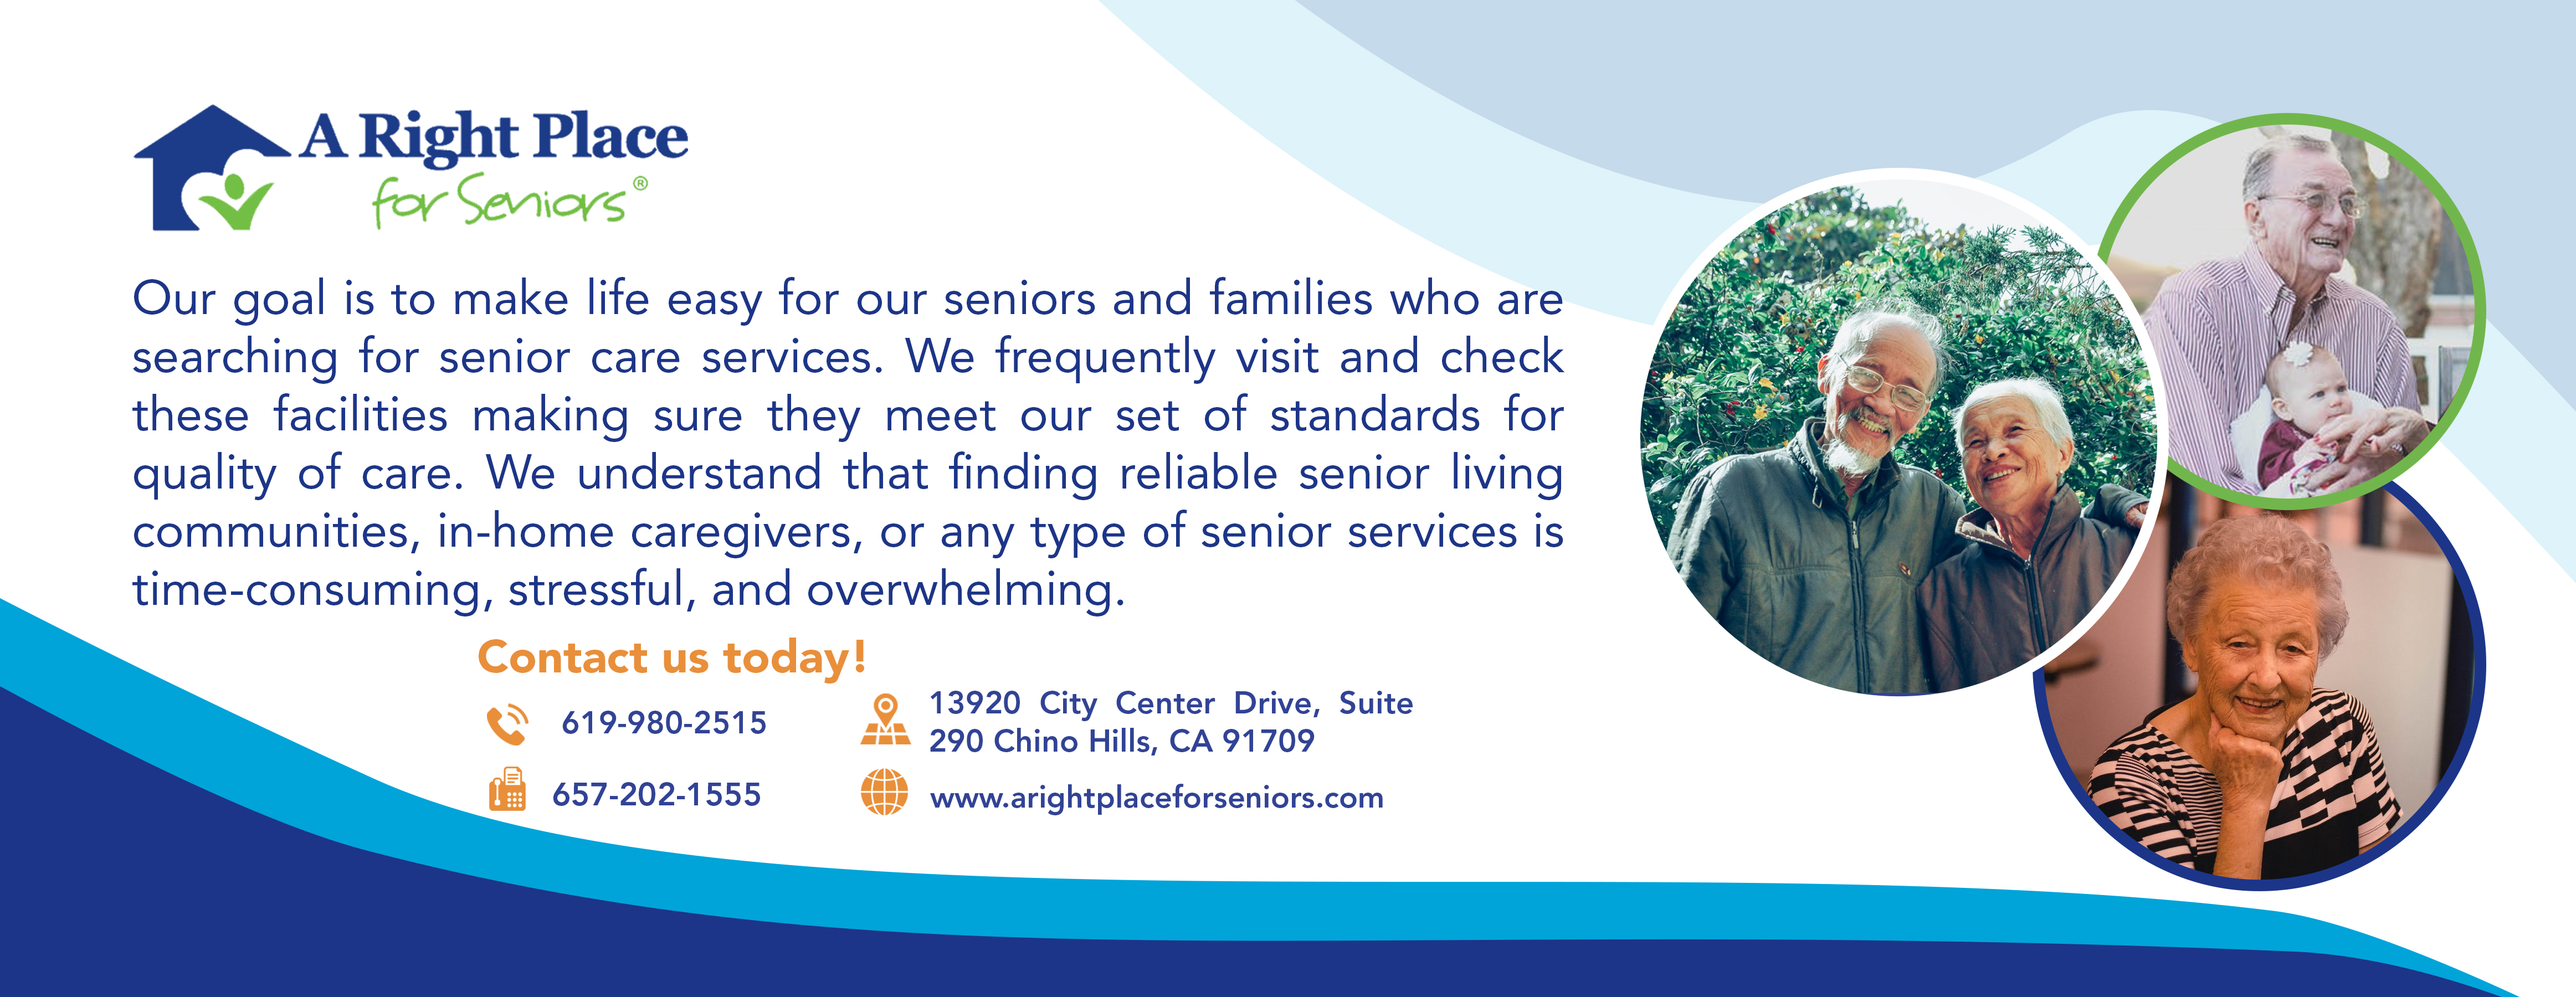 A Right Place
for Seniors®
Our goal is to make life easy for our seniors and families who are
searching for senior care services. We frequently visit and check
these facilities making sure they meet our set of standards for
quality of care. We understand that finding reliable senior living
communities, in-home caregivers, or any type of senior services is
time-consuming, stressful, and overwhelming.
Contact us today!
619-980-2515
657-202-1555
13920 City Center Drive, Suite
290 Chino Hills, CA 91709
www.arightplaceforseniors.com